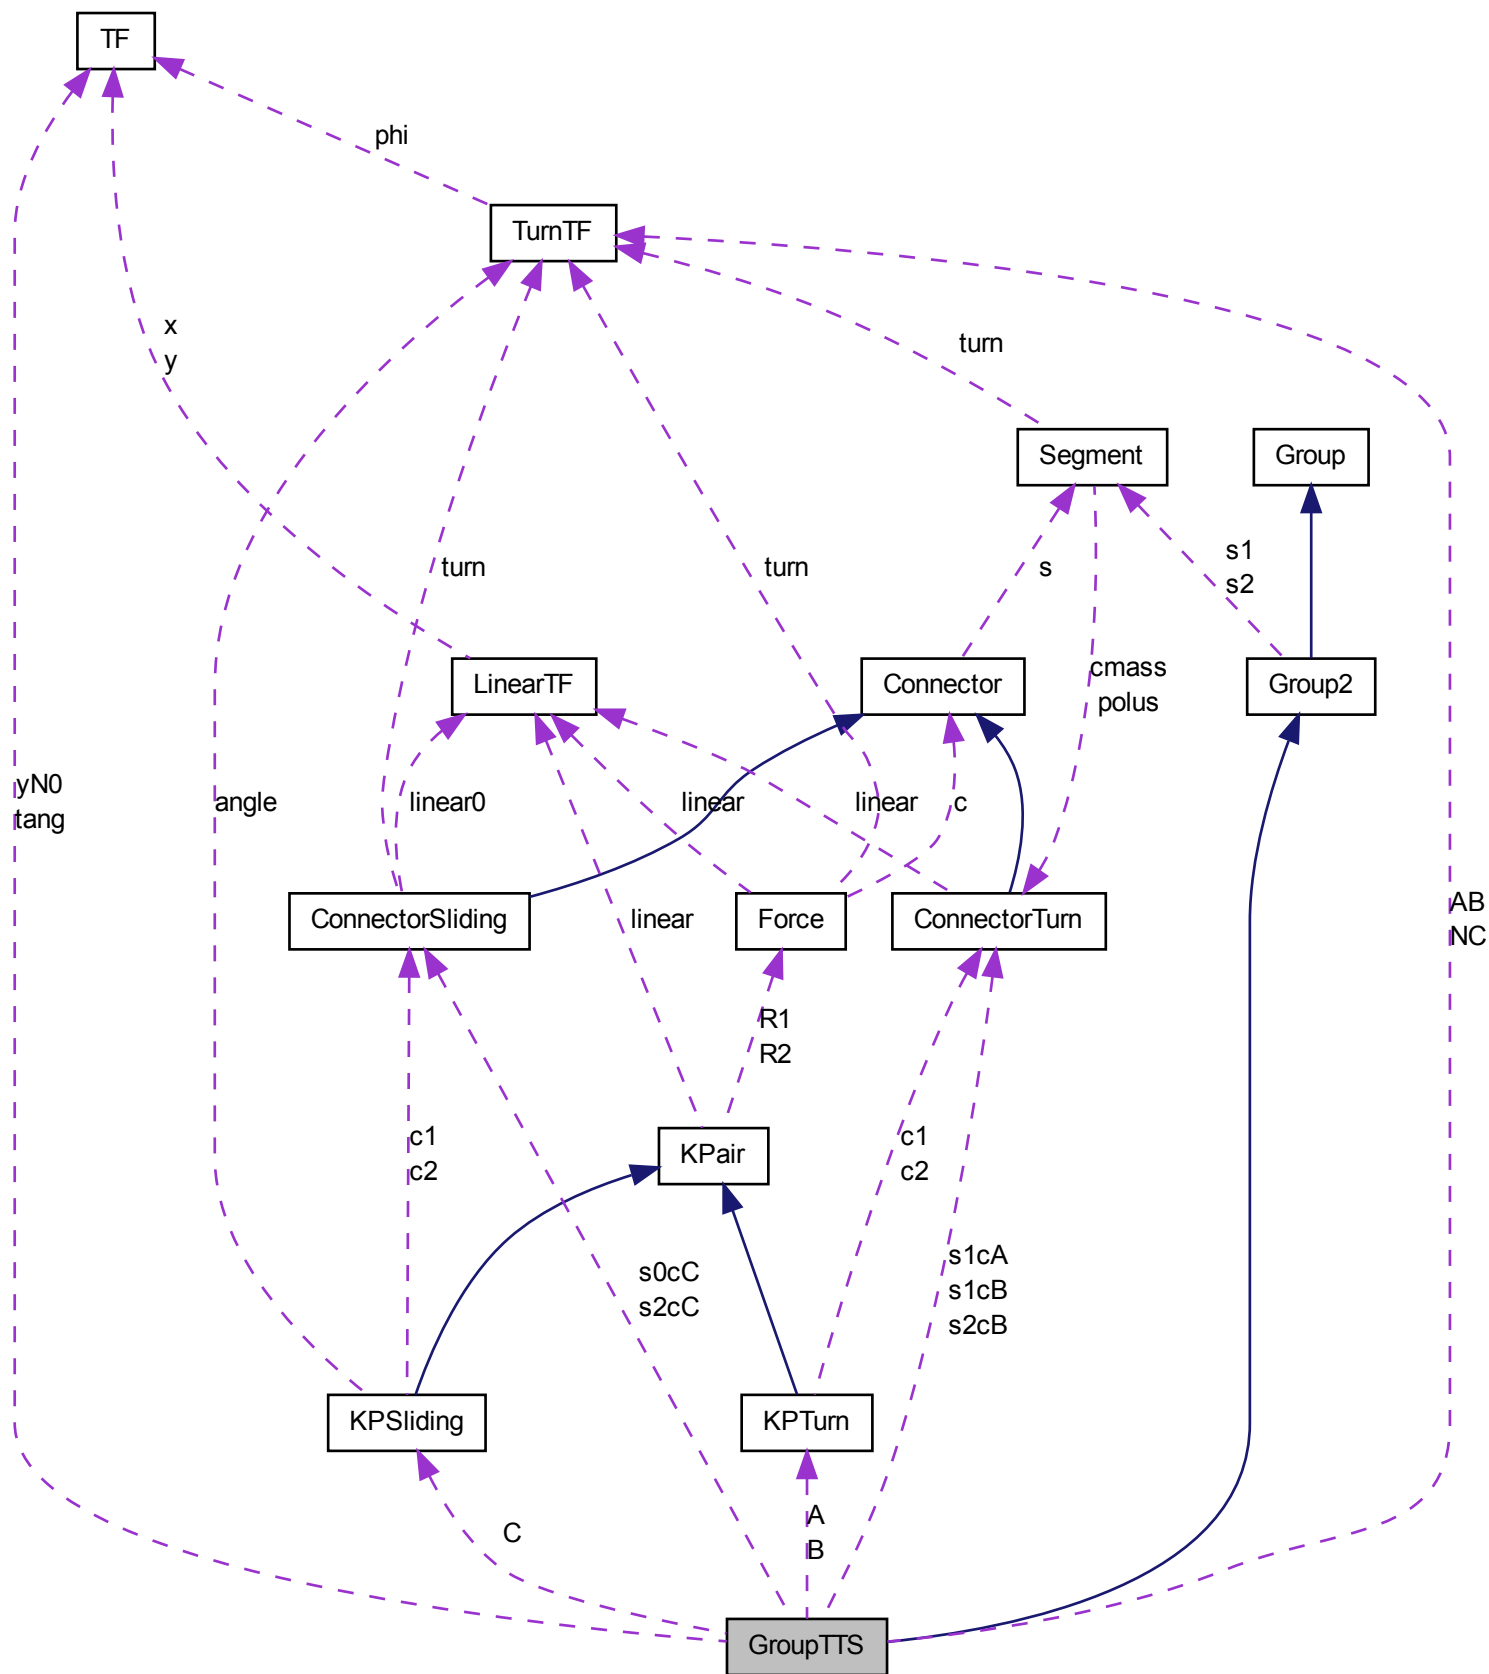 TF
phi
TurnTF
x
y
turn
Segment
Group
turn
turn
s
s1
s2
LinearTF
Connector
cmass
polus
Group2
yN0
tang
angle
linear0
linear
linear
c
AB
NC
ConnectorSliding
linear
Force
ConnectorTurn
R1
R2
c1
c2
KPair
c1
c2
s0cC
s2cC
s1cA
s1cB
s2cB
KPSliding
KPTurn
C
A
B
GroupTTS